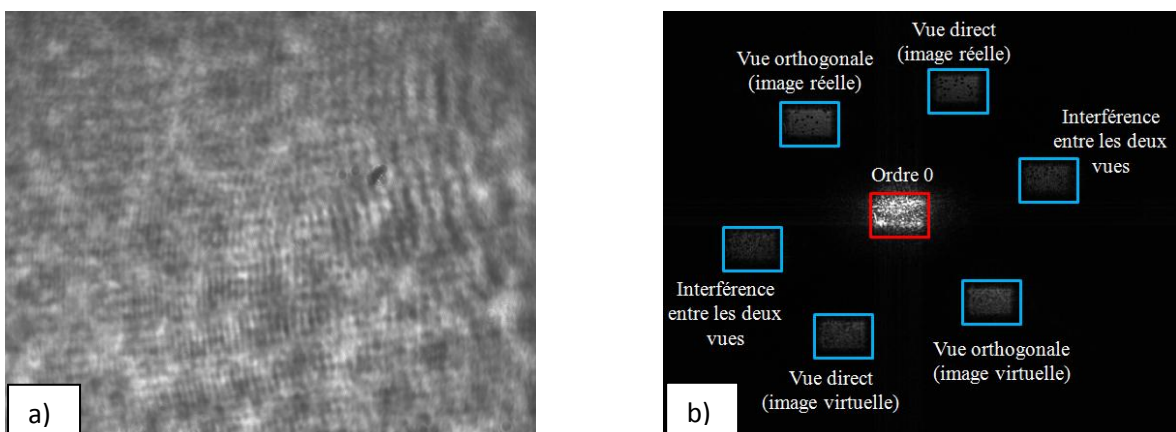 a)
Vue direct
(image réelle)
Vue orthogonale
(image réelle)
Interférence
entre les deux
vues
Ordre 0
Interférence
entre les deux
vues
Vue orthogonale
(image virtuelle)
Vue direct
(image virtuelle)
b)